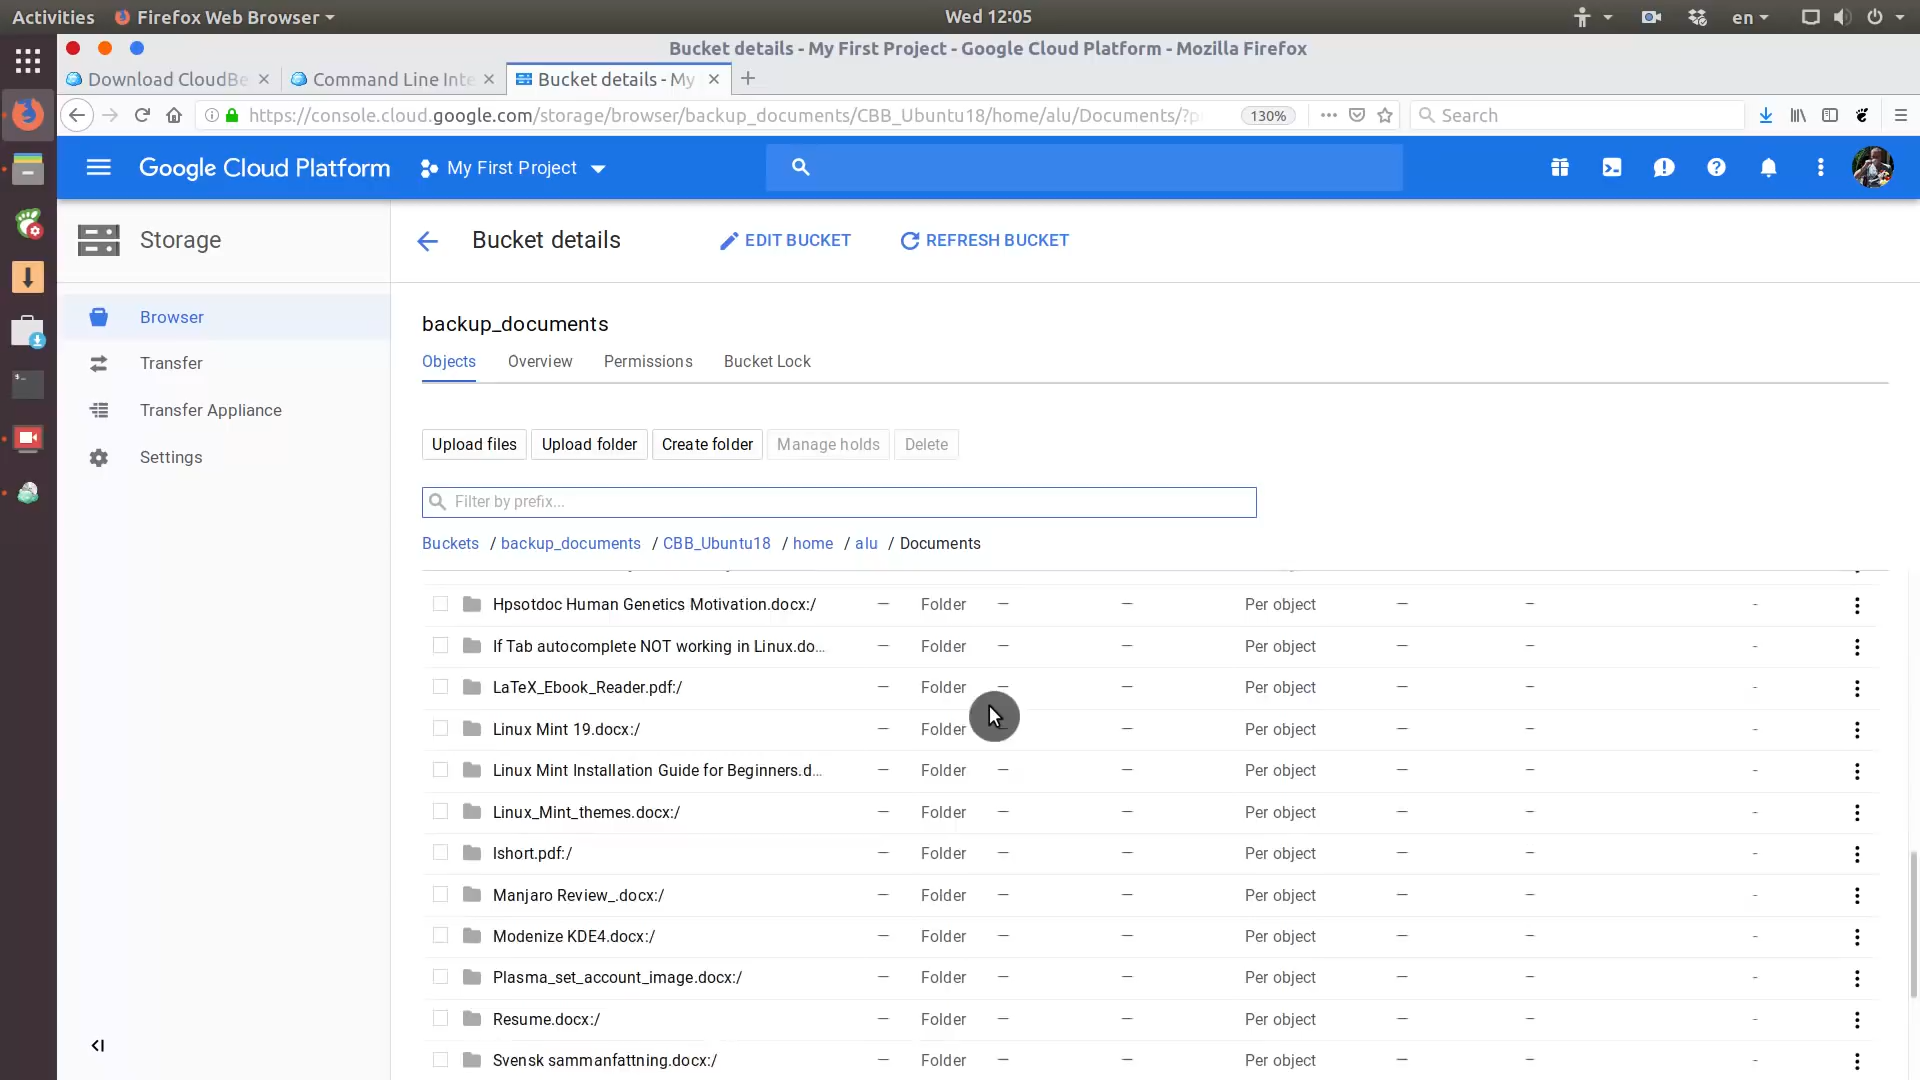 Activities Firefox Web Browser Wed 12:05 en
Bucket details - My First Project - Google Cloud Platform - Mozilla Firefox
Download CloudBe Command Line Inte Bucket details - My
https://console.cloud.google.com/storage/browser/backup_documents/CBB_Ubuntu18/home/alu/Documents/?p 130% Search
Google Cloud Platform My First Project
Storage Bucket details EDIT BUCKET REFRESH BUCKET
Browser
Transfer
Transfer Appliance
Settings
backup_documents
Objects Overview Permissions Bucket Lock
Upload files Upload folder Create folder Manage holds Delete
Filter by prefix...
Buckets / backup_documents / CBB_Ubuntu18 / home / alu / Documents
Hpsotdoc Human Genetics Motivation.docx:/ — Folder — — Per object — — -
If Tab autocomplete NOT working in Linux.do... — Folder — — Per object — — -
LaTeX_Ebook_Reader.pdf:/ — Folder — — Per object — — -
Linux Mint 19.docx:/ — Folder — Per object — — -
Linux Mint Installation Guide for Beginners.d... — Folder — — Per object — — -
Linux_Mint_themes.docx:/ — Folder — — Per object — — -
lshort.pdf:/ — Folder — — Per object — — -
Manjaro Review_.docx:/ — Folder — — Per object — — -
Modenize KDE4.docx:/ — Folder — — Per object — — -
Plasma_set_account_image.docx:/ — Folder — — Per object — — -
Resume.docx:/ — Folder — — Per object — — -
Svensk sammanfattning.docx:/ — Folder — — Per object — — -